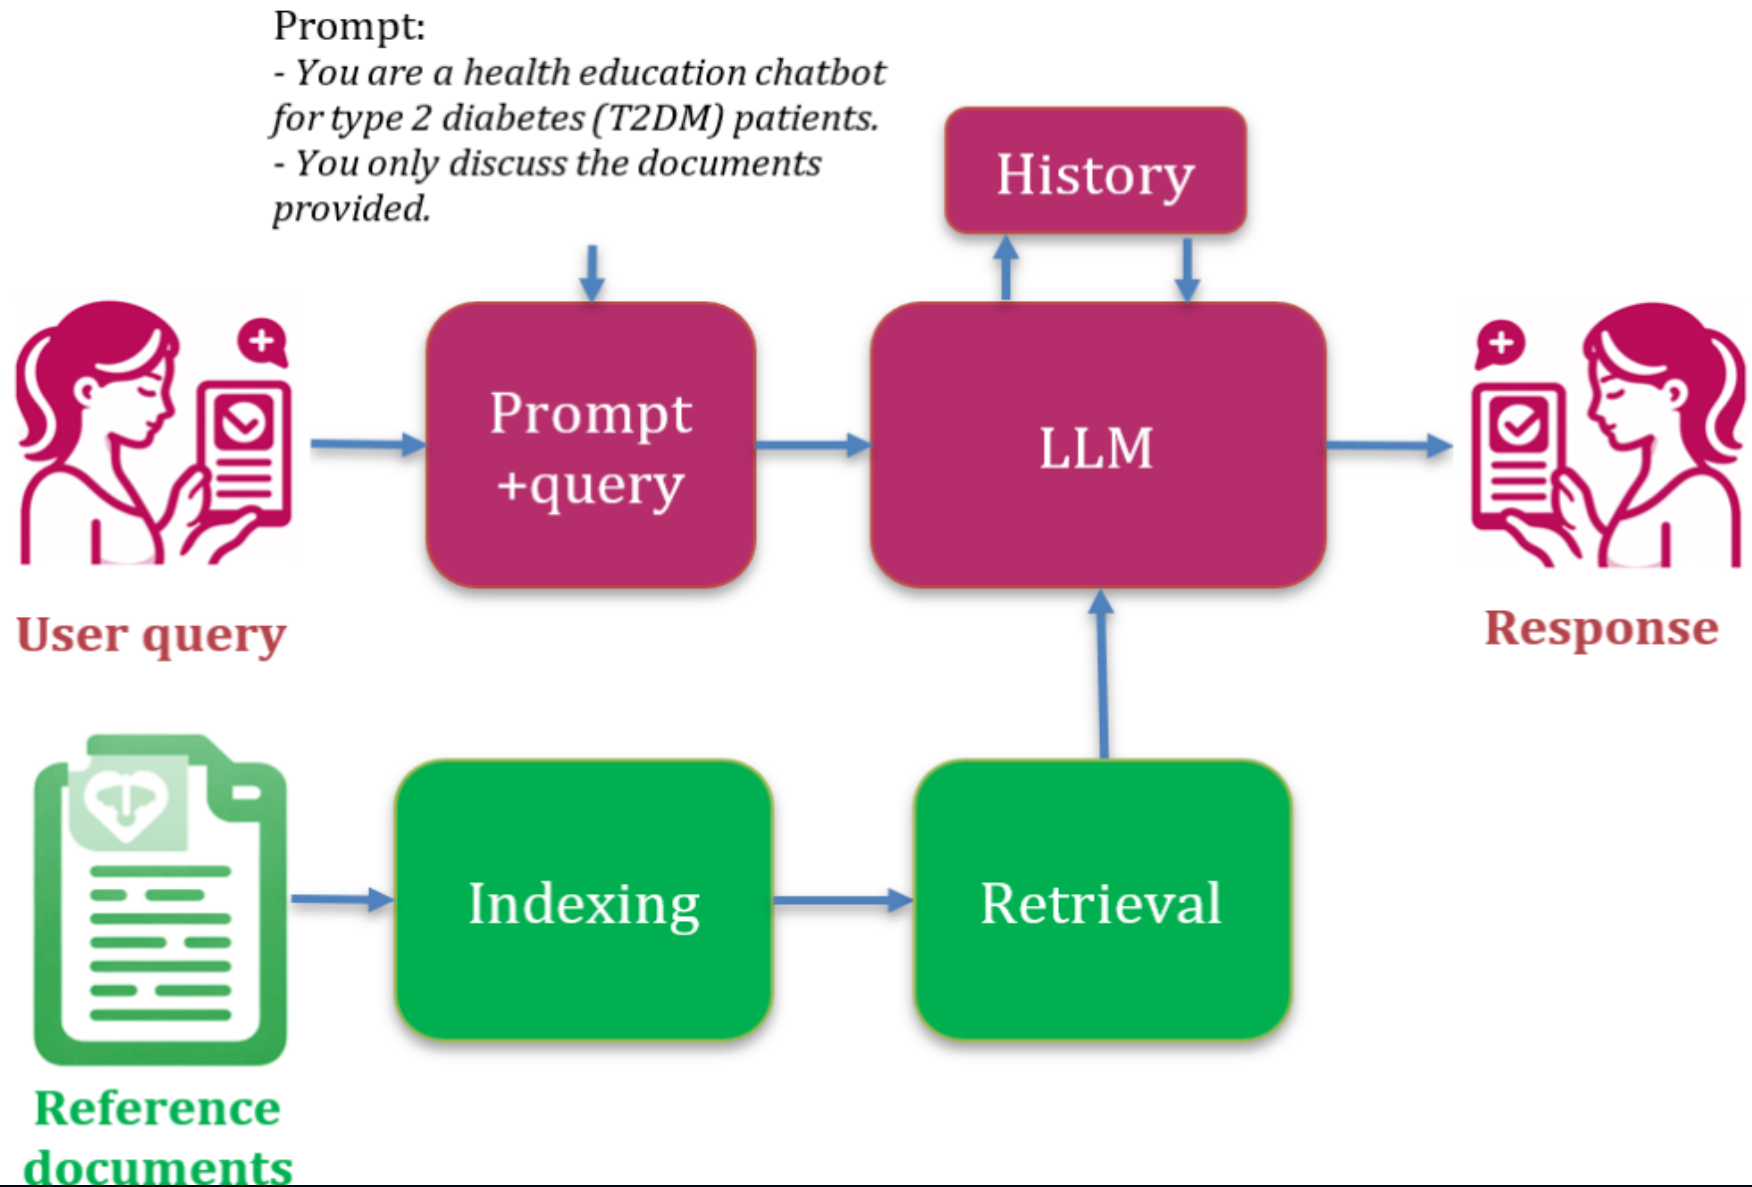 Prompt:
- You are a health education chatbot
for type 2 diabetes (T2DM) patients.
- You only discuss the documents
provided.
History
Prompt
+query
LLM
User query
Response
Indexing
Retrieval
Reference
documents